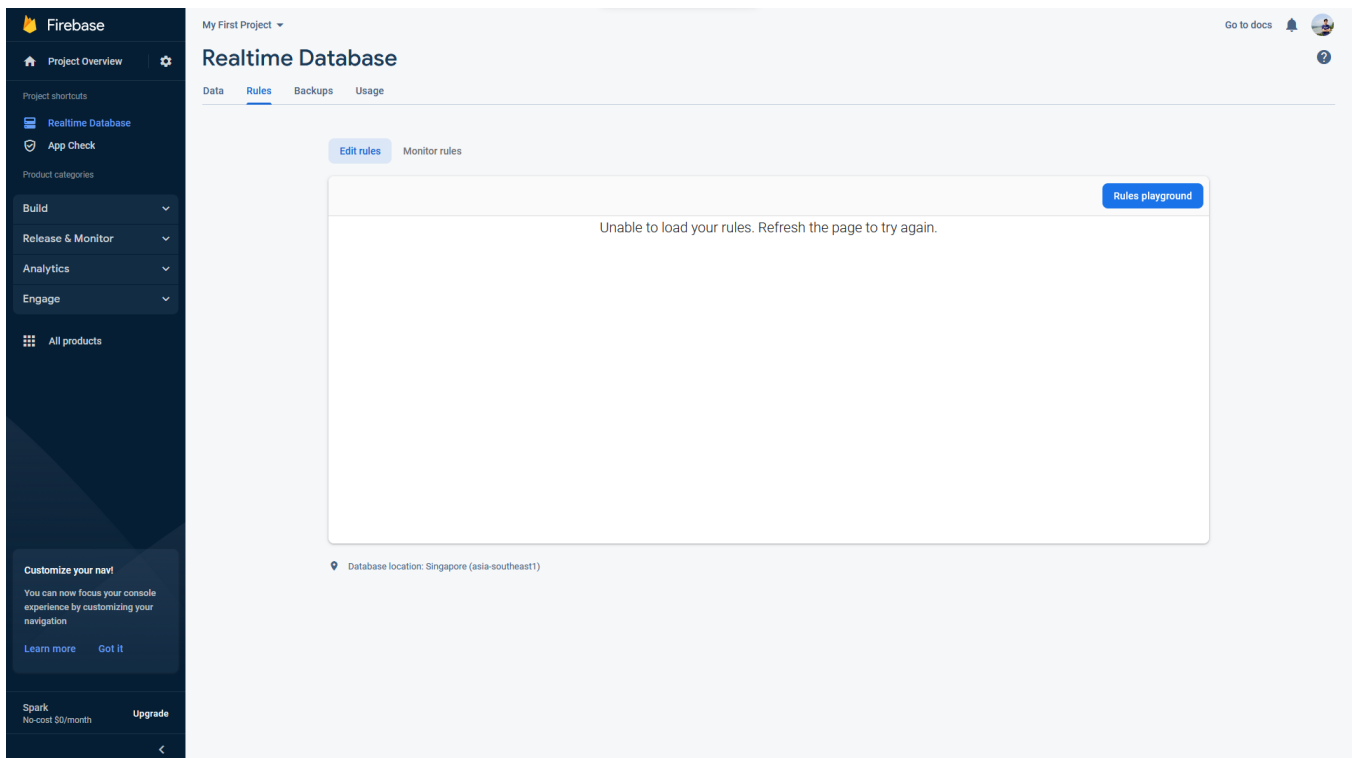 Firebase
My First Project
Go to docs
Project Overview
Realtime Database
Data Rules Backups Usage
Project shortcuts
Realtime Database
App Check
Product categories
Build
Release & Monitor
Analytics
Engage
All products
Edit rules Monitor rules
Rules playground
Unable to load your rules. Refresh the page to try again.
Database location: Singapore (asia-southeast1)
Customize your nav!
You can now focus your console
experience by customizing your
navigation
Learn more Got it
Spark
No-cost $0/month
Upgrade